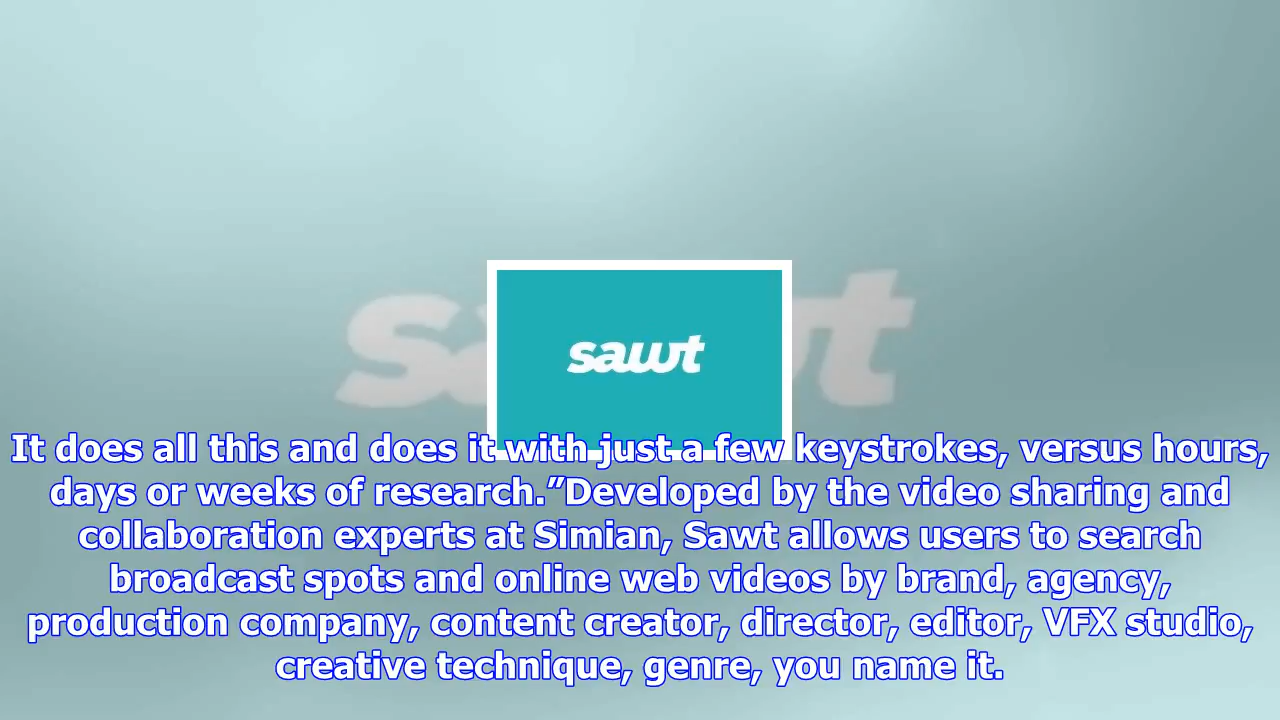 sawt
It does all this and does it with just a few keystrokes, versus hours,
days or weeks of research.”Developed by the video sharing and
collaboration experts at Simian, Sawt allows users to search
broadcast spots and online web videos by brand, agency,
production company, content creator, director, editor, VFX studio,
creative technique, genre, you name it.